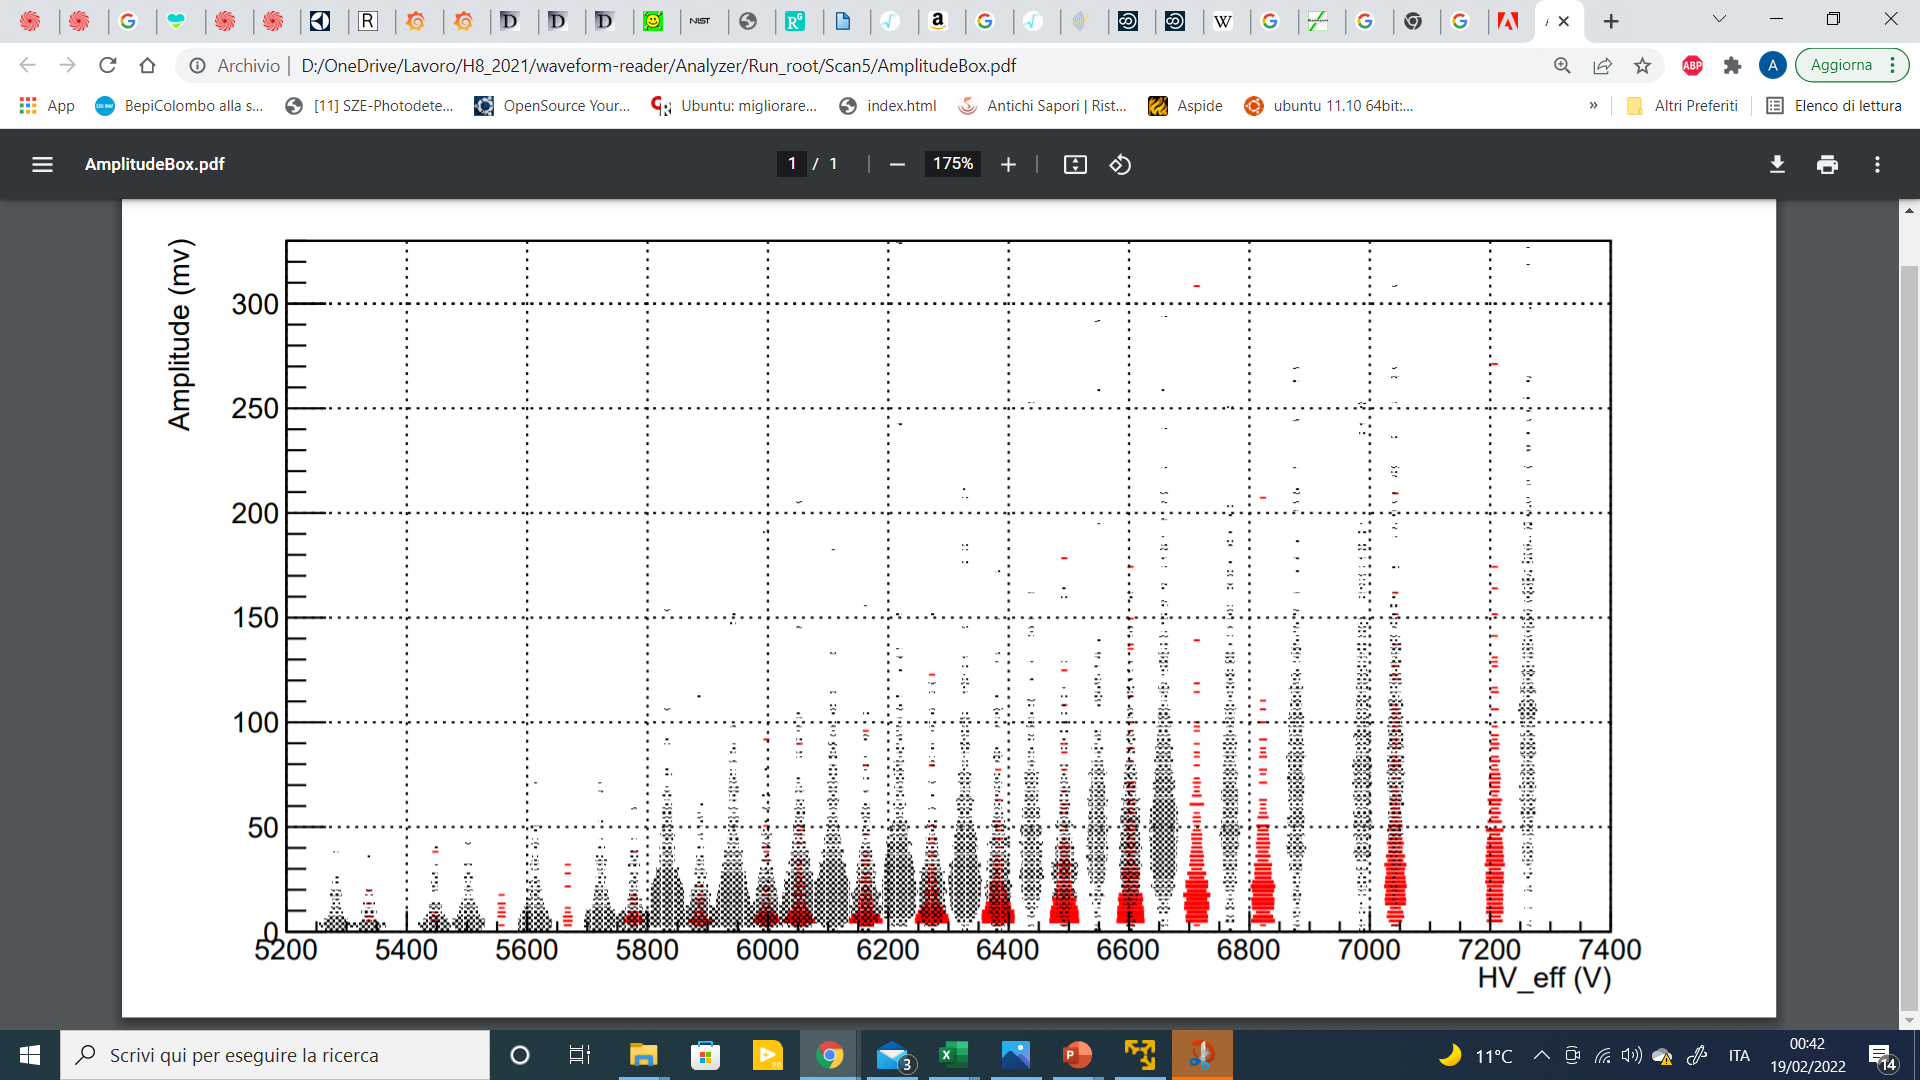 R D D D NIST R^G a W
A
Archivio | D:/OneDrive/Lavoro/H8_2021/waveform-reader/Analyzer/Run_root/Scan5/AmplitudeBox.pdf ABP A Aggiorna
App BepiColombo alla s... [11] SZE-Photodete... OpenSource Your... Ubuntu: migliorare... index.html Antichi Sapori | Rist... Aspide ubuntu 11.10 64bit:... » Altri Preferiti Elenco di lettura
AmplitudeBox.pdf 1 / 1 175%
Amplitude (mv)
300
250
200
150
100
50
0
5200 5400 5600 5800 6000 6200 6400 6600 6800 7000 7200 7400
HV_eff (V)
Scrivi qui per eseguire la ricerca 3 11°C ITA 00:42
19/02/2022 14